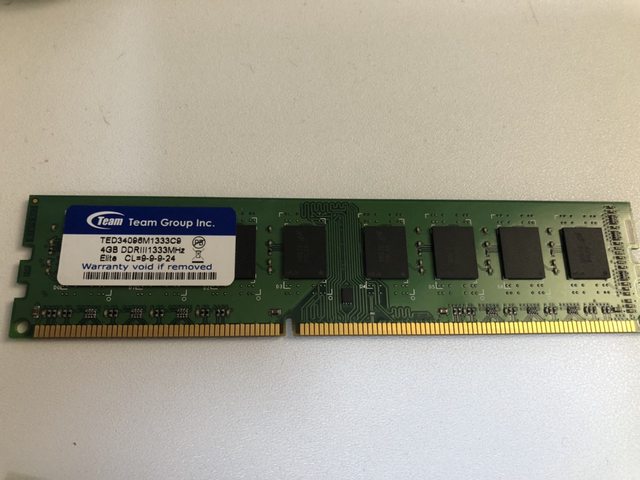 Team Team Group Inc.
TED34096M1333C9
4GB DDRIII1333MHz
Elite CL=9-9-9-24
Warranty void if removed